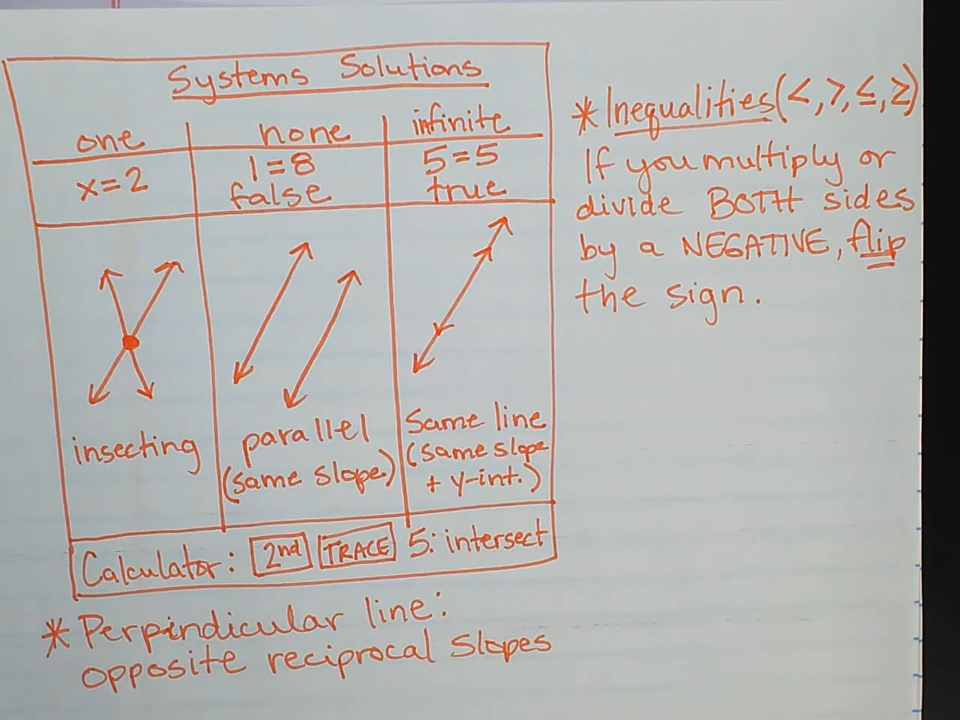 Systems Solutions
one none infinite
x=2 1=8 5=5
false true
insecting parallel Same line
(same slope) (same slope
+ y-int.)
Calculator: 2nd TRACE 5: intersect
* Perpindicular line:
opposite reciprocal slopes
* Inequalities (<, >, ≤, ≥)
If you multiply or
divide BOTH sides
by a NEGATIVE, flip
the sign.